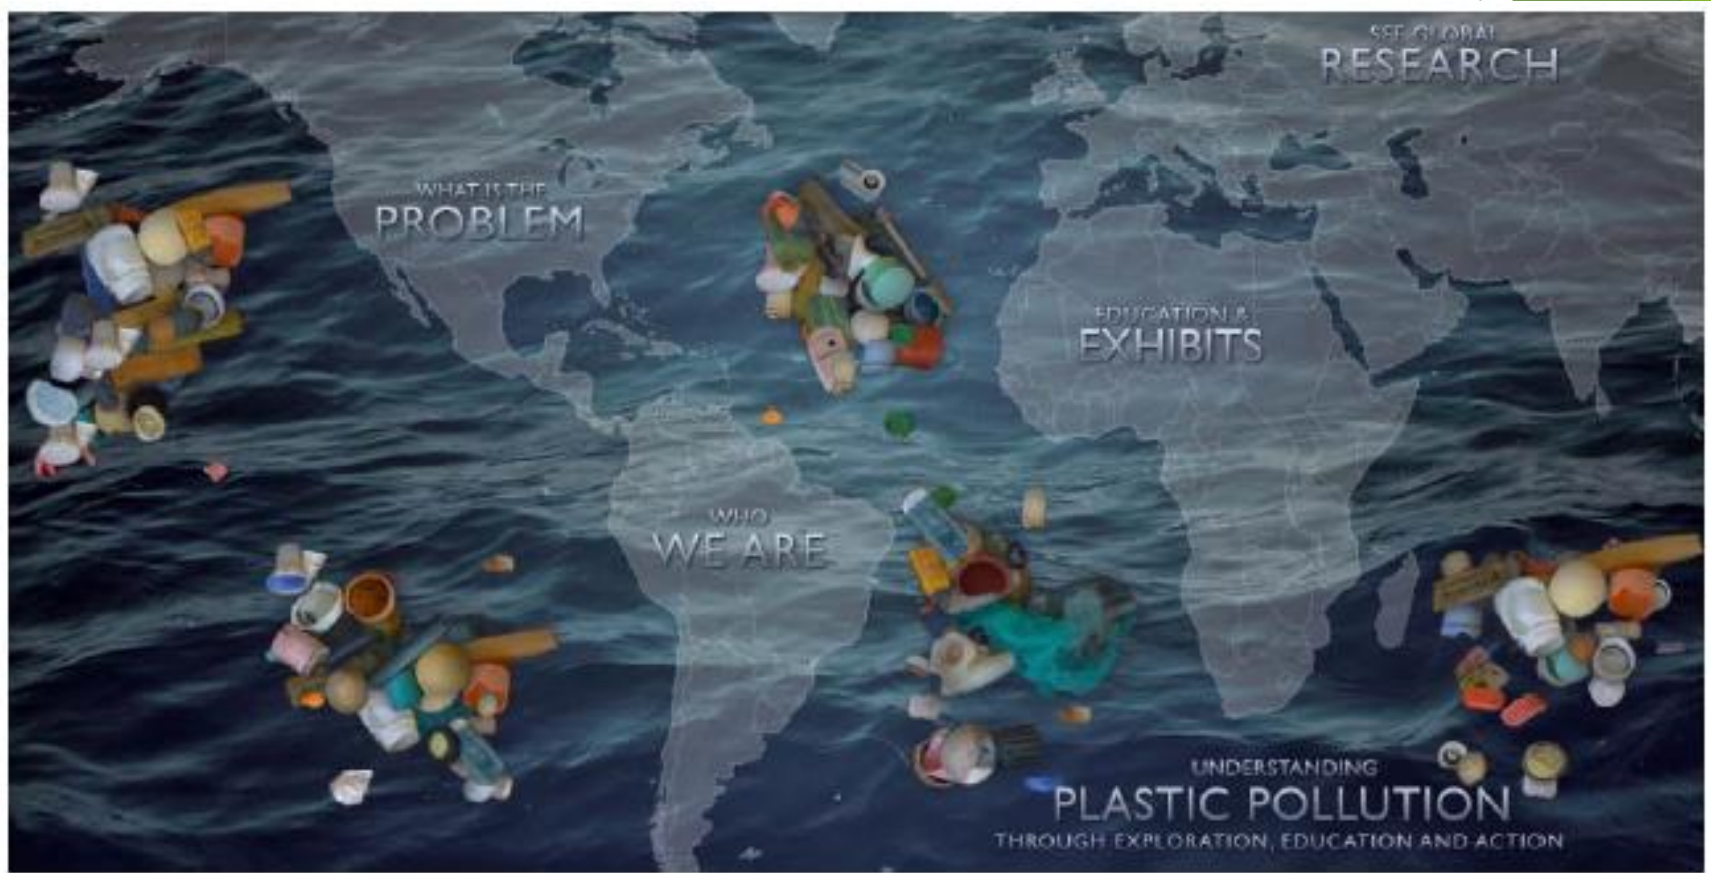 SEE GLOBAL
RESEARCH
WHAT IS THE
PROBLEM
EDUCATION &
EXHIBITS
WHO
WE ARE
UNDERSTANDING
PLASTIC POLLUTION
THROUGH EXPLORATION, EDUCATION AND ACTION